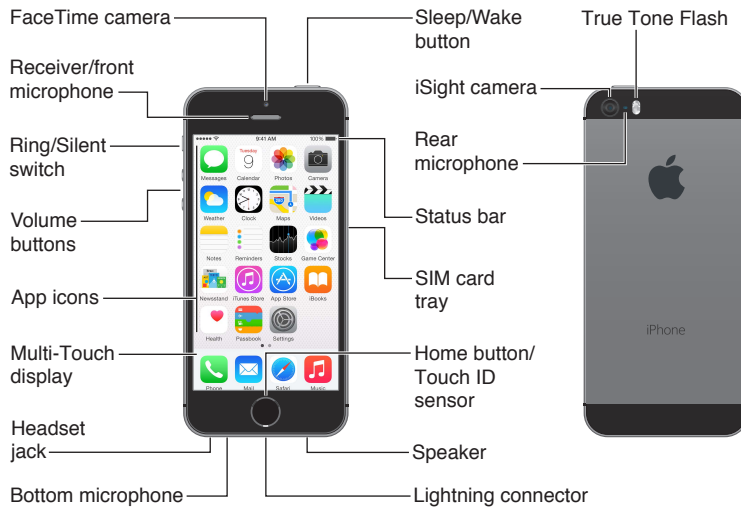 FaceTime camera
Receiver/front
microphone
Ring/Silent
switch
Volume
buttons
App icons
Multi-Touch
display
Headset
jack
Bottom microphone
9:41 AM
100%
Tuesday
9
Messages Calendar Photos Camera
Weather Clock Maps Videos
Notes Reminders Stocks Game Center
Newsstand iTunes Store App Store iBooks
Health Passbook Settings
Phone Mail Safari Music
Sleep/Wake
button
iSight camera
Rear
microphone
Status bar
SIM card
tray
Home button/
Touch ID
sensor
Speaker
Lightning connector
True Tone Flash
iPhone